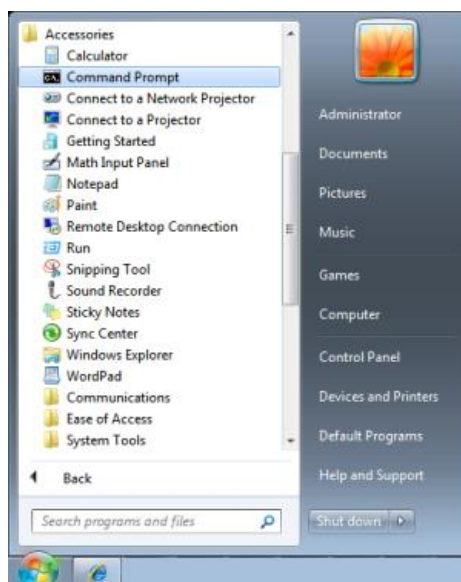 Accessories
Calculator
Command Prompt
Connect to a Network Projector
Connect to a Projector
Getting Started
Math Input Panel
Notepad
Paint
Remote Desktop Connection
Run
Snipping Tool
Sound Recorder
Sticky Notes
Sync Center
Windows Explorer
WordPad
Communications
Ease of Access
System Tools
Back
Search programs and files
Administrator
Documents
Pictures
Music
Games
Computer
Control Panel
Devices and Printers
Default Programs
Help and Support
Shut down